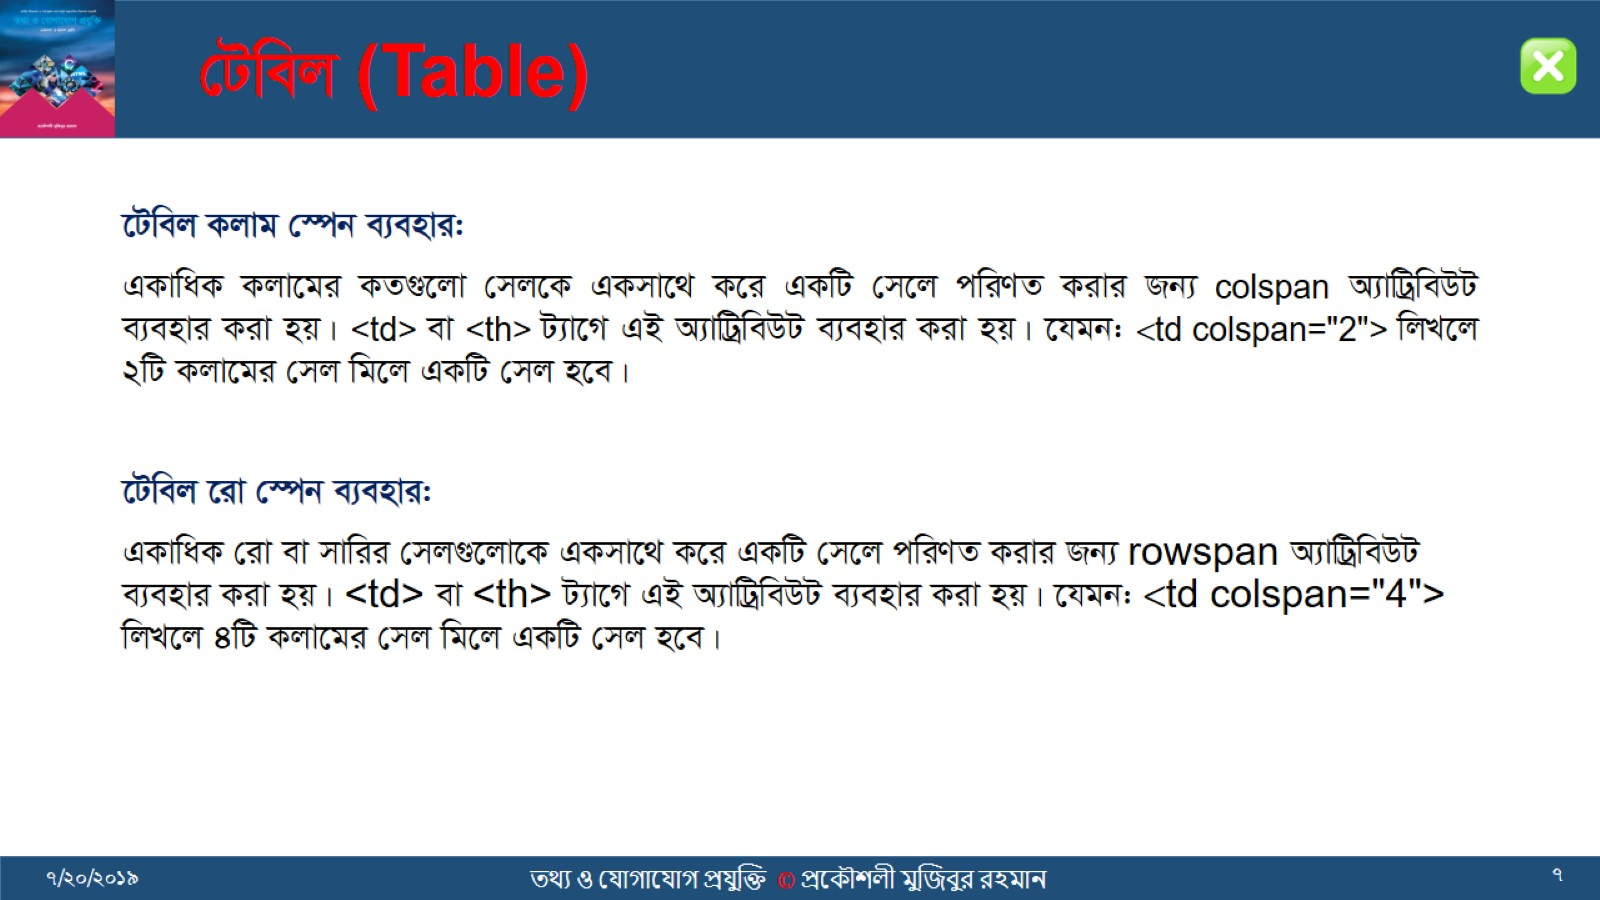 তথ্য ও যোগাযোগ প্রযুক্তি
টেবিল (Table)
টেবিল কলাম স্পেন ব্যবহার:
একাধিক কলামের কতগুলো সেলকে একসাথে করে একটি সেলে পরিণত করার জন্য colspan অ্যাট্রিবিউট
ব্যবহার করা হয়। <td> বা <th> ট্যাগে এই অ্যাট্রিবিউট ব্যবহার করা হয়। যেমন: <td colspan="2"> লিখলে
২টি কলামের সেল মিলে একটি সেল হবে।
টেবিল রো স্পেন ব্যবহার:
একাধিক রো বা সারির সেলগুলোকে একসাথে করে একটি সেলে পরিণত করার জন্য rowspan অ্যাট্রিবিউট
ব্যবহার করা হয়। <td> বা <th> ট্যাগে এই অ্যাট্রিবিউট ব্যবহার করা হয়। যেমন: <td colspan="4">
লিখলে ৪টি কলামের সেল মিলে একটি সেল হবে।
৭/২০/২০১৯
তথ্য ও যোগাযোগ প্রযুক্তি © প্রকৌশলী মুজিবুর রহমান
৭